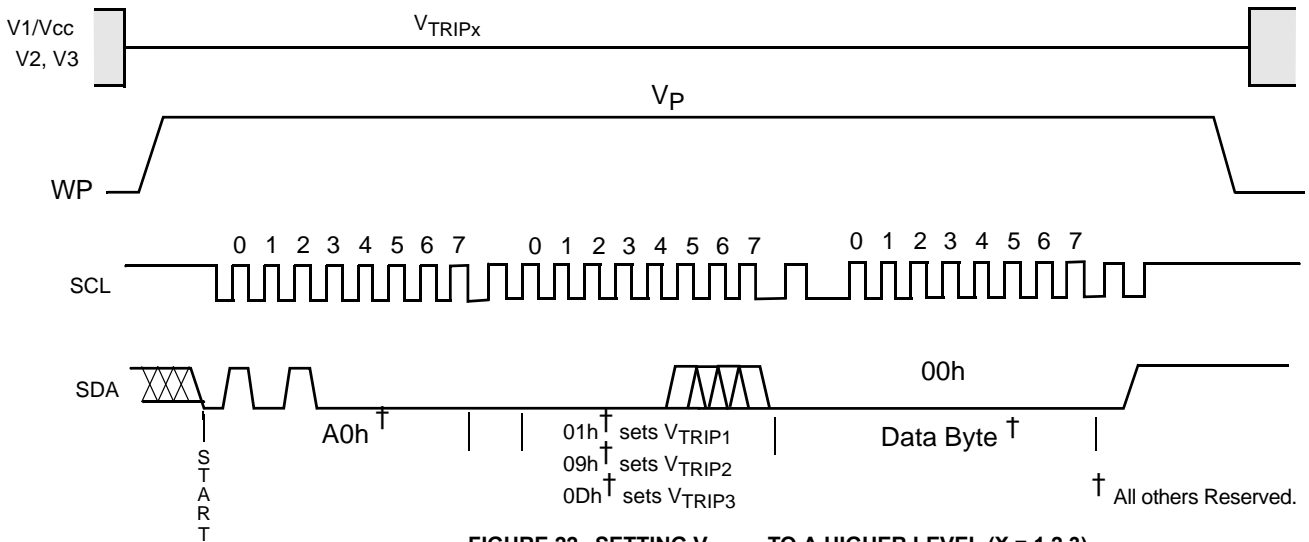 V1/Vcc
V2, V3
VTRIPx
VP
WP
0 1 2 3 4 5 6 7 0 1 2 3 4 5 6 7 0 1 2 3 4 5 6 7
SCL
SDA
00h
A0h †
01h† sets VTRIP1
09h† sets VTRIP2
0Dh† sets VTRIP3
Data Byte †
START
† All others Reserved.